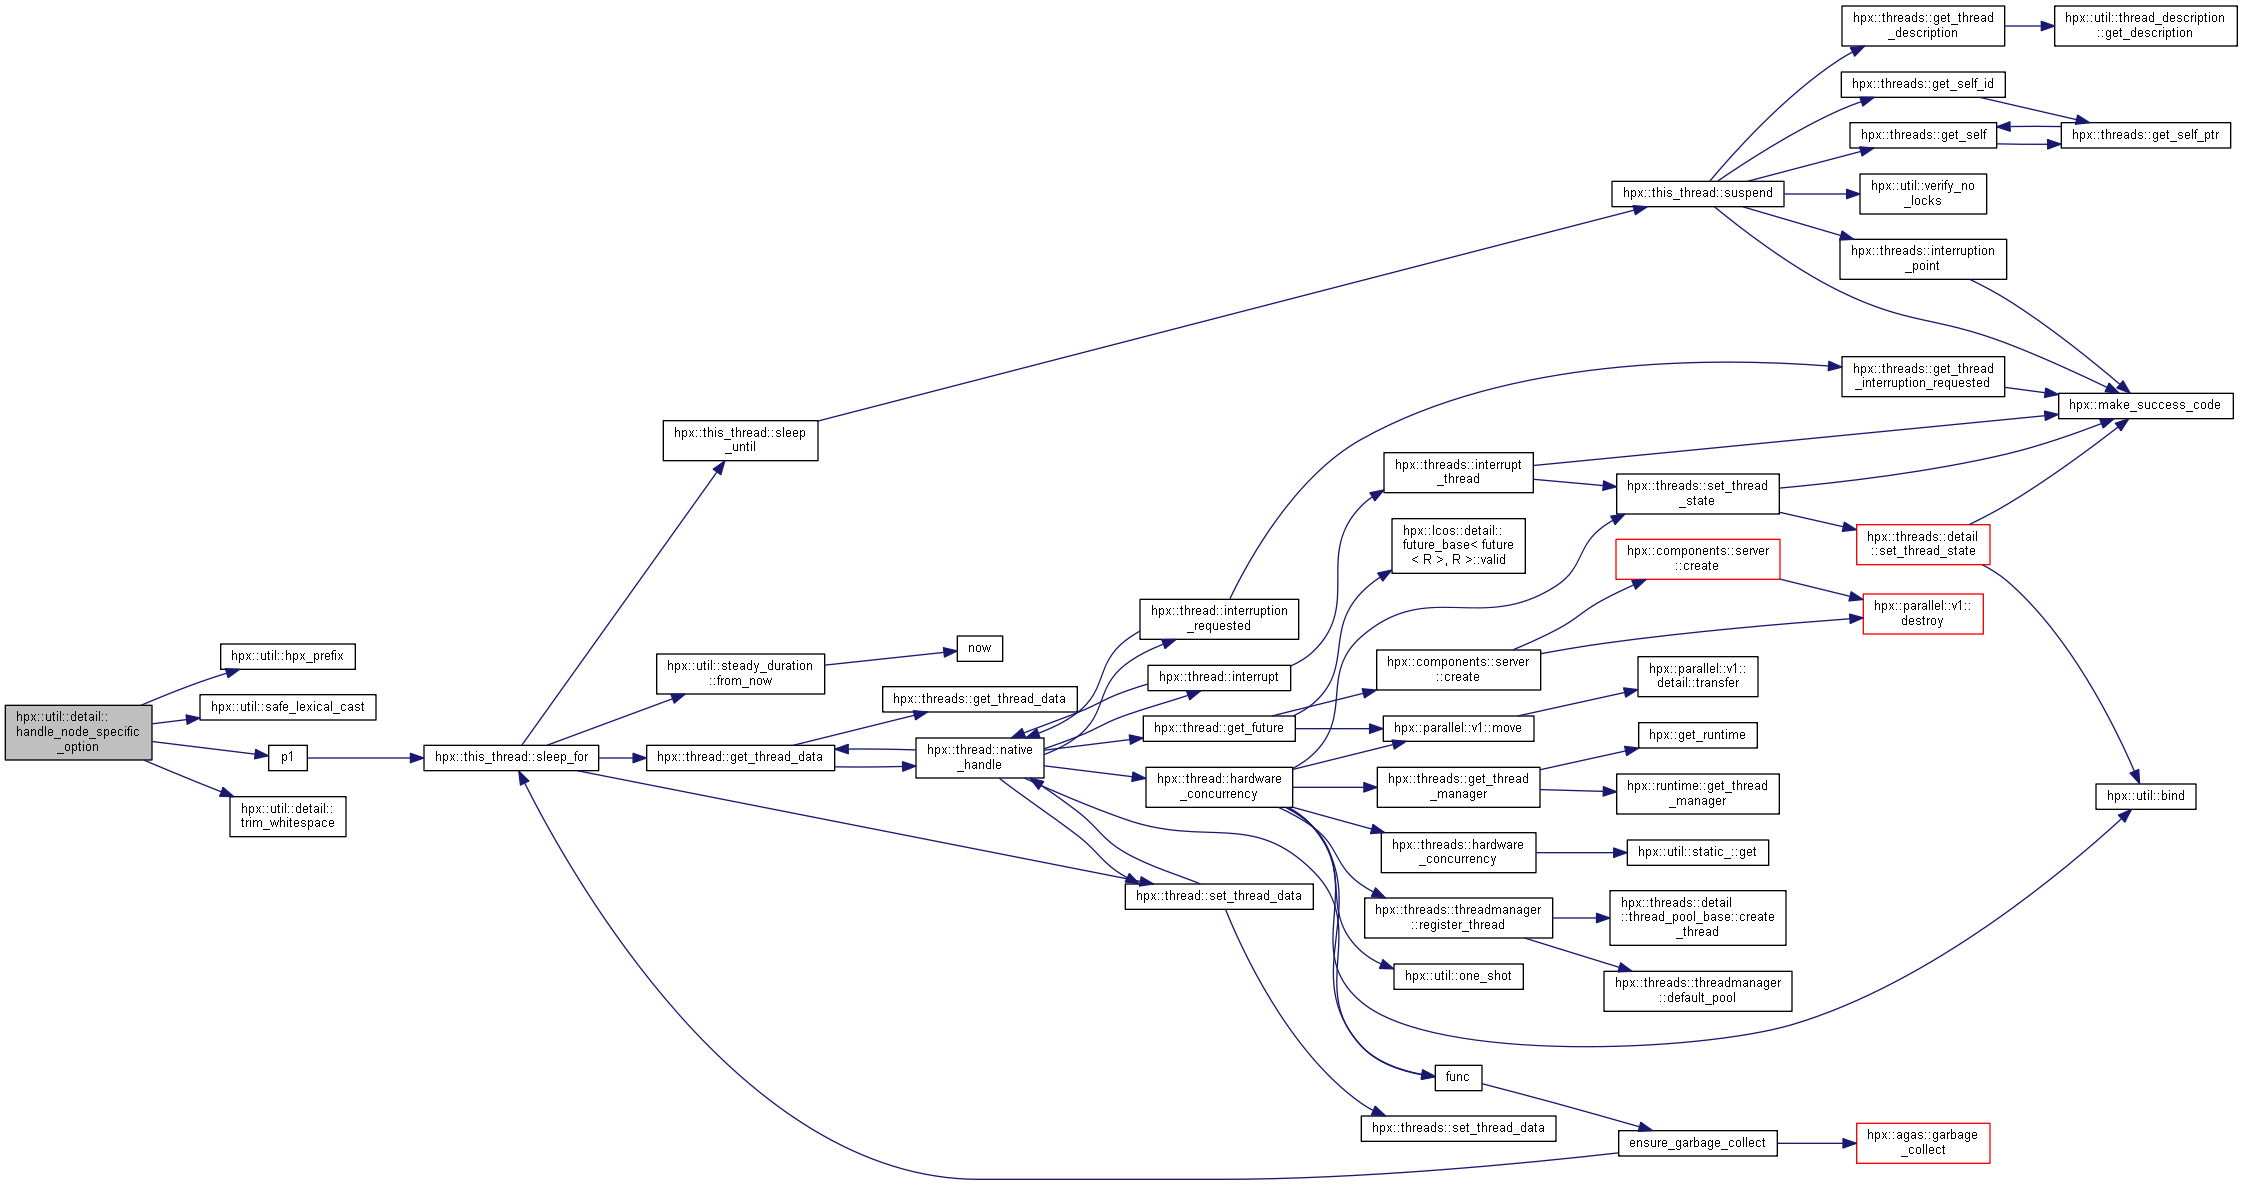 hpx::threads::get_thread
_description
hpx::util::thread_description
::get_description
hpx::threads::get_self_id
hpx::threads::get_self
hpx::threads::get_self_ptr
hpx::this_thread::suspend
hpx::util::verify_no
_locks
hpx::threads::interruption
_point
hpx::threads::get_thread
_interruption_requested
hpx::make_success_code
hpx::this_thread::sleep
_until
hpx::threads::interrupt
_thread
hpx::threads::set_thread
_state
hpx::lcos::detail::
future_base< future
< R >, R >::valid
hpx::threads::detail
::set_thread_state
hpx::components::server
::create
hpx::thread::interruption
_requested
hpx::parallel::v1::
destroy
hpx::util::hpx_prefix
hpx::util::steady_duration
::from_now
now
hpx::thread::interrupt
hpx::components::server
::create
hpx::parallel::v1::
detail::transfer
hpx::util::safe_lexical_cast
hpx::threads::get_thread_data
hpx::util::detail::
handle_node_specific
_option
hpx::thread::get_future
hpx::parallel::v1::move
hpx::get_runtime
p1
hpx::this_thread::sleep_for
hpx::thread::get_thread_data
hpx::thread::native
_handle
hpx::thread::hardware
_concurrency
hpx::threads::get_thread
_manager
hpx::runtime::get_thread
_manager
hpx::util::bind
hpx::util::detail::
trim_whitespace
hpx::threads::hardware
_concurrency
hpx::util::static_::get
hpx::thread::set_thread_data
hpx::threads::threadmanager
::register_thread
hpx::threads::detail
::thread_pool_base::create
_thread
hpx::util::one_shot
hpx::threads::threadmanager
::default_pool
func
hpx::threads::set_thread_data
ensure_garbage_collect
hpx::agas::garbage
_collect